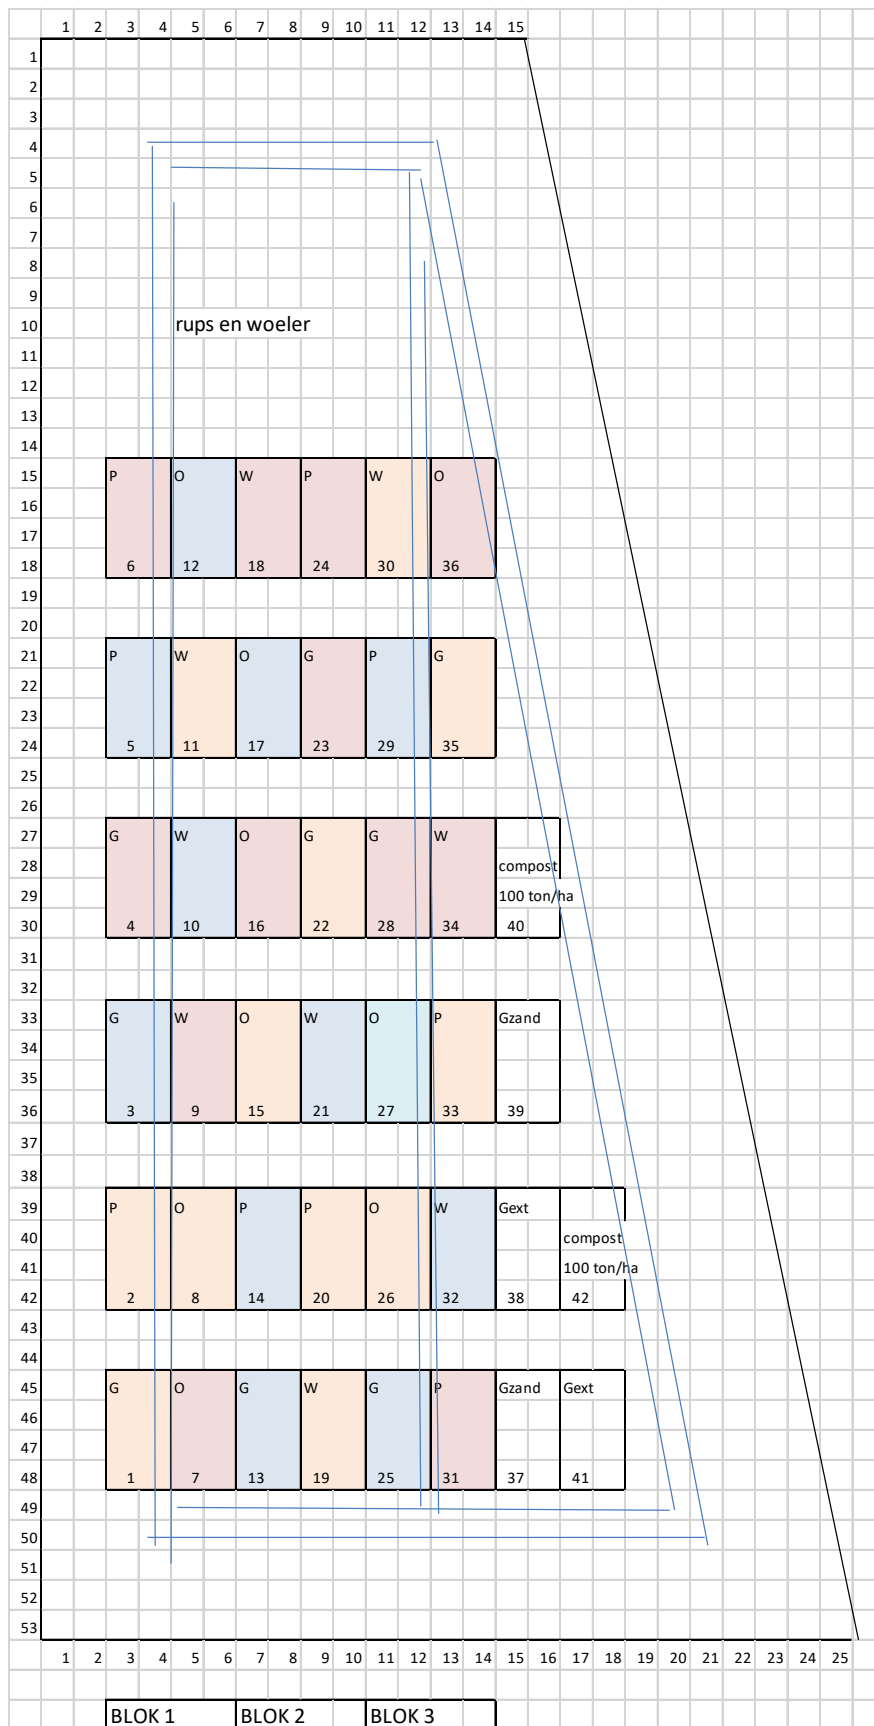 1 2 3 4 5 6 7 8 9 10 11 12 13 14 15
1
2
3
4
5
6
7
8
9
10 rups en woeler
11
12
13
14
15 P O W P W O
16
17
18 6 12 18 24 30 36
19
20
21 P W O G P G
22
23
24 5 11 17 23 29 35
25
26
27 G W O G G W
28 compost
29 100 ton/ha
30 4 10 16 22 28 34 40
31
32
33 G W O W O P Gzand
34
35
36 3 9 15 21 27 33 39
37
38
39 P O P P O W Gext
40 compost
41 100 ton/ha
42 2 8 14 20 26 32 38 42
43
44
45 G O G W G P Gzand Gext
46
47
48 1 7 13 19 25 31 37 41
49
50
51
52
53
1 2 3 4 5 6 7 8 9 10 11 12 13 14 15 16 17 18 19 20 21 22 23 24 25
BLOK 1 BLOK 2 BLOK 3